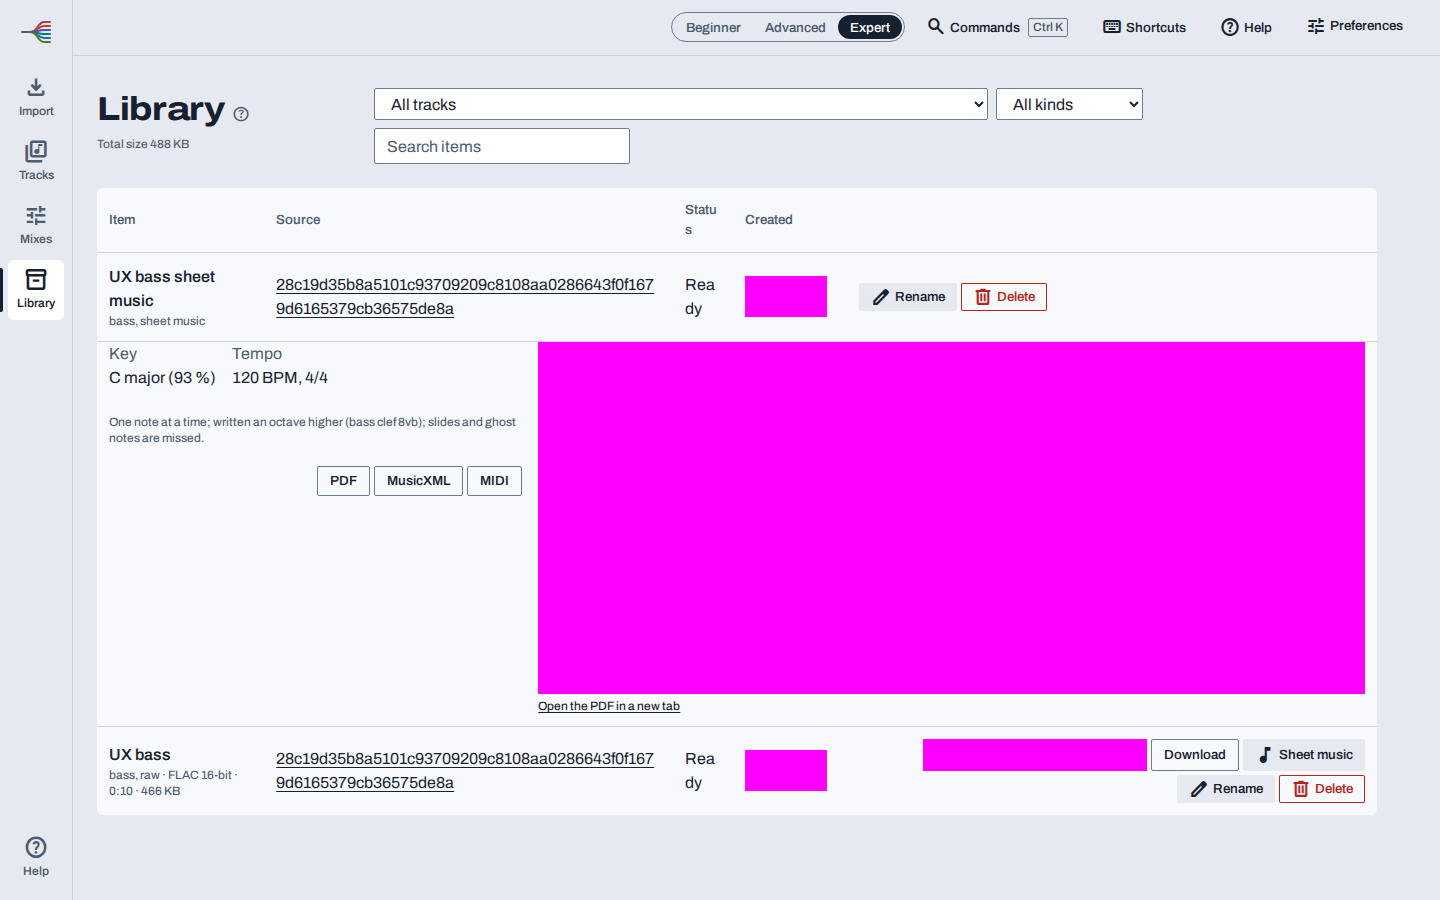 Beginner Advanced Expert Commands Ctrl K Shortcuts Help Preferences
Import
Tracks
Mixes
Library
Help
Library
Total size 488 KB
All tracks
All kinds
Search items
Item Source Status Created
UX bass sheet
music
bass, sheet music
28c19d35b8a5101c93709209c8108aa0286643f0f167
9d6165379cb36575de8a
Rea
dy
Rename Delete
Key Tempo
C major (93 %) 120 BPM, 4/4
One note at a time; written an octave higher (bass clef 8vb); slides and ghost
notes are missed.
PDF MusicXML MIDI
Open the PDF in a new tab
UX bass
bass, raw · FLAC 16-bit ·
0:10 · 466 KB
28c19d35b8a5101c93709209c8108aa0286643f0f167
9d6165379cb36575de8a
Rea
dy
Download Sheet music
Rename Delete